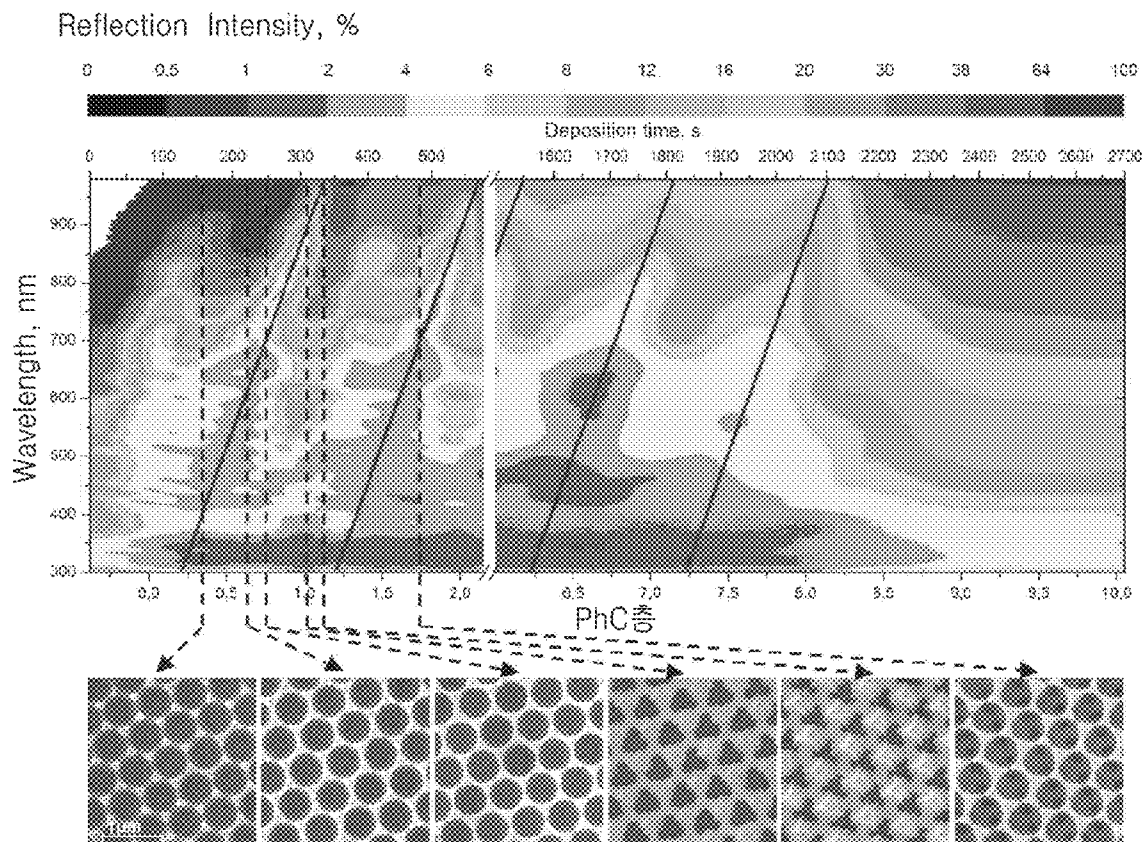 Reflection Intensity, %
0 0.5 1 2 4 6 8 12 16 20 30 38 64 100
Deposition time, s
0 100 200 300 400 500 1600 1700 1800 1900 2000 2100 2200 2300 2400 2500 2600 2700
Wavelength, nm
900
800
700
600
500
400
300
0,0 0,5 1,0 1,5 2,0 6,5 7,0 7,5 8,0 8,5 9,0 9,5 10,0
PhC층
1μm